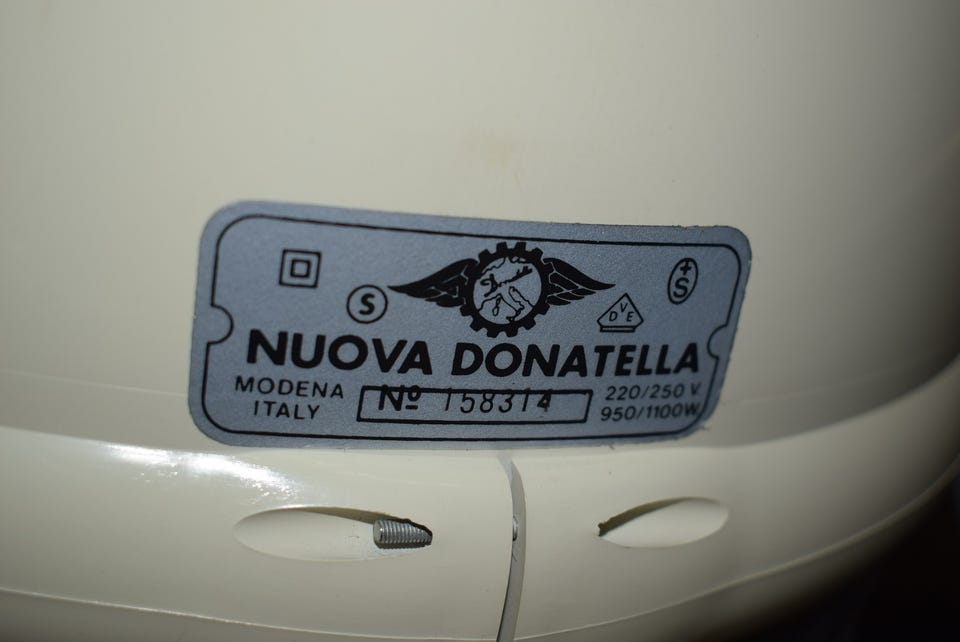 S
+
S
V
D E
NUOVA DONATELLA
MODENA
ITALY
Nº 158314
220/250 V.
950/1100W.